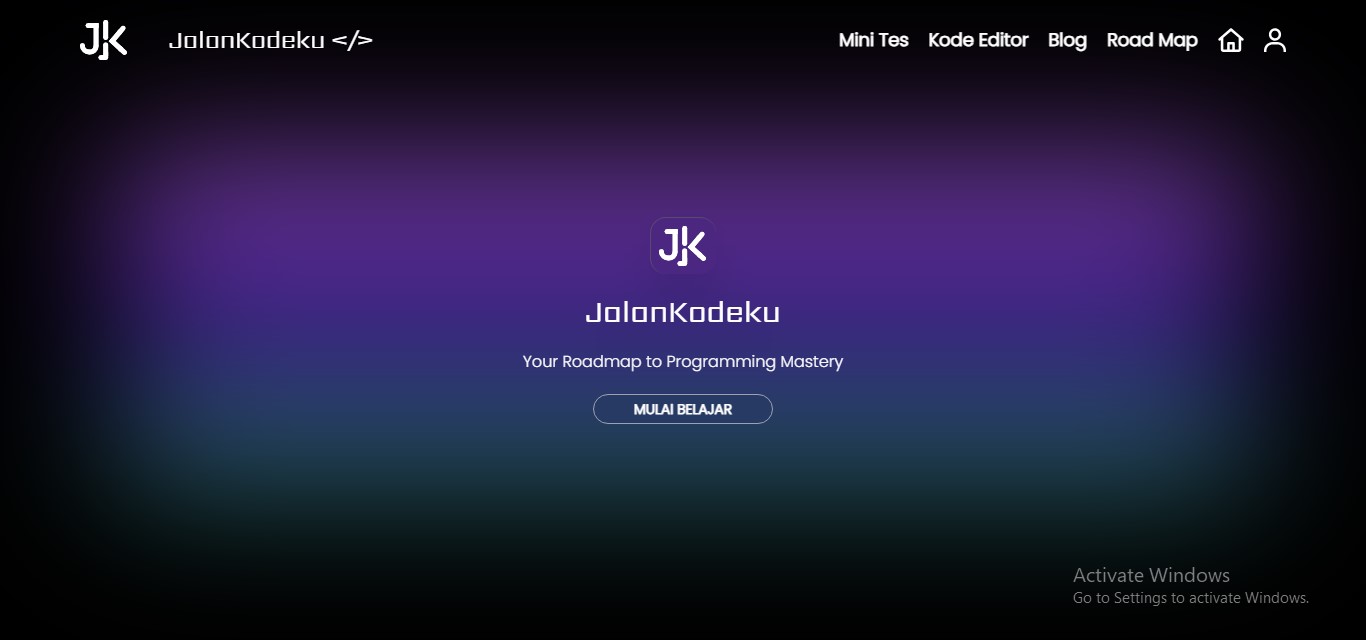 JK
JalanKodeku </>
Mini Tes
Kode Editor
Blog
Road Map
JK
JalanKodeku
Your Roadmap to Programming Mastery
MULAI BELAJAR
Activate Windows
Go to Settings to activate Windows.